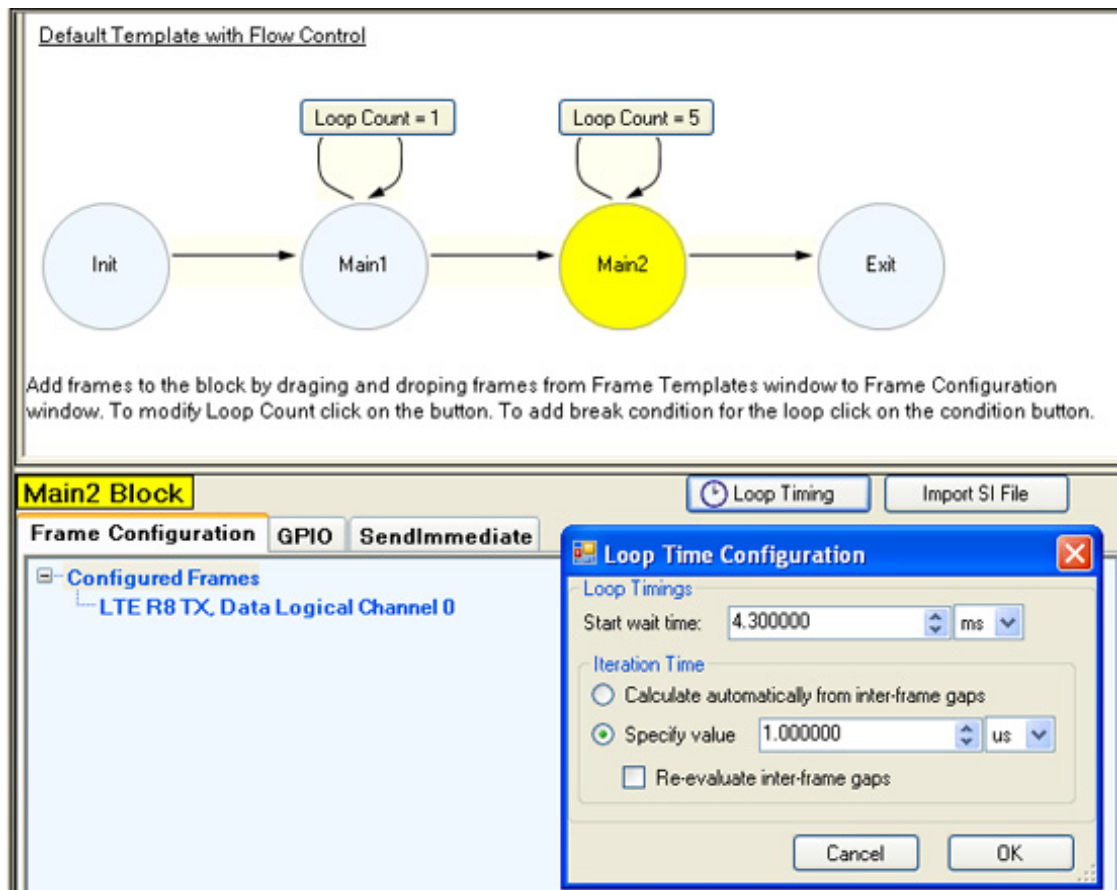 Default Template with Flow Control
Loop Count = 1
Loop Count = 5
Init
Main1
Main2
Exit
Add frames to the block by draging and droping frames from Frame Templates window to Frame Configuration
window. To modify Loop Count click on the button. To add break condition for the loop click on the condition button.
Main2 Block
Loop Timing
Import SI File
Frame Configuration
GPIO
SendImmediate
Configured Frames
LTE R8 TX, Data Logical Channel 0
Loop Time Configuration
Loop Timings
Start wait time: 4.300000 ms
Iteration Time
Calculate automatically from inter-frame gaps
Specify value 1.000000 us
Re-evaluate inter-frame gaps
Cancel
OK